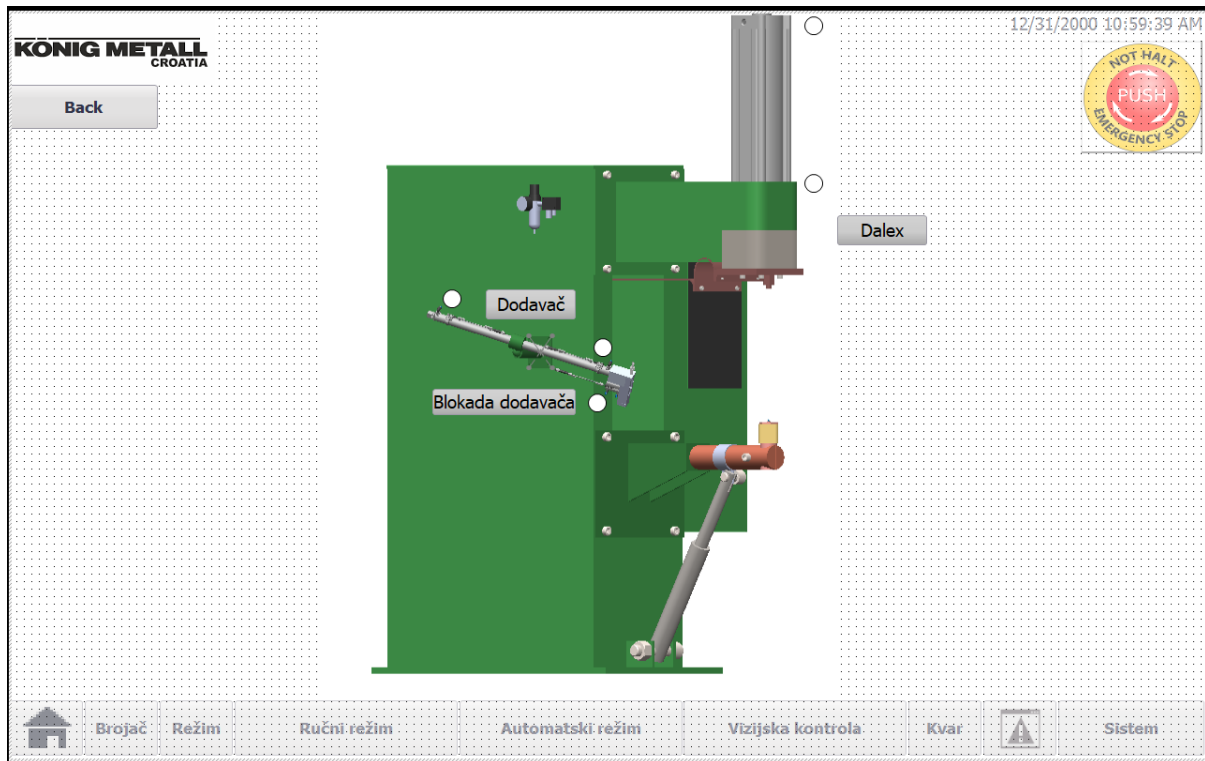 KÖNIG METALL
CROATIA
12/31/2000 10:59:39 AM
NOT HALT
PUSH
EMERGENCY STOP
Back
Dalex
Dodavač
Blokada dodavača
Brojač
Režim
Ručni režim
Automatski režim
Vizijska kontrola
Kvar
Sistem